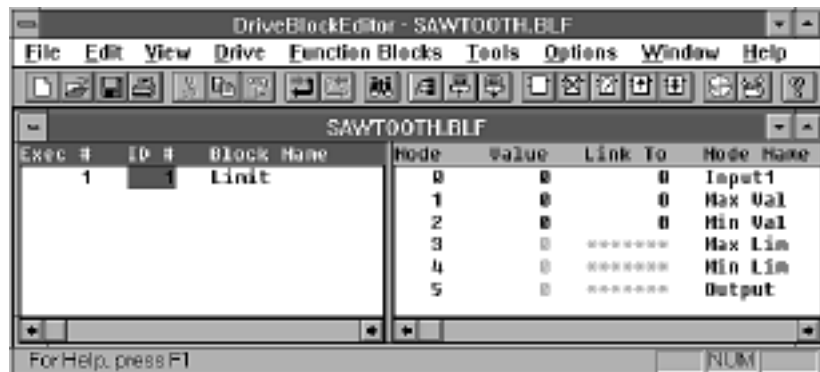 DriveBlockEditor - SAWTOOTH.BLF
File Edit View Drive Function Blocks Tools Options Window Help
SAWTOOTH.BLF
Exec # ID # Block Name Node Value Link To Node Name
1 1 Limit 0 0 0 Input1
1 0 0 Max Val
2 0 0 Min Val
3 0 ******* Max Lim
4 0 ******* Min Lim
5 0 ******* Output
For Help, press F1 NUM